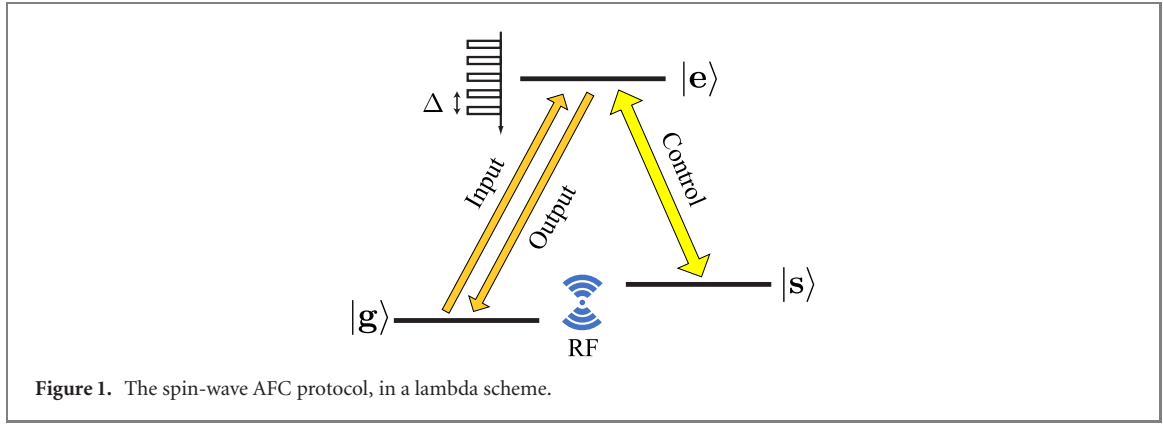 |e⟩
Δ
Input
Output
Control
|g⟩
|s⟩
RF
Figure 1. The spin-wave AFC protocol, in a lambda scheme.